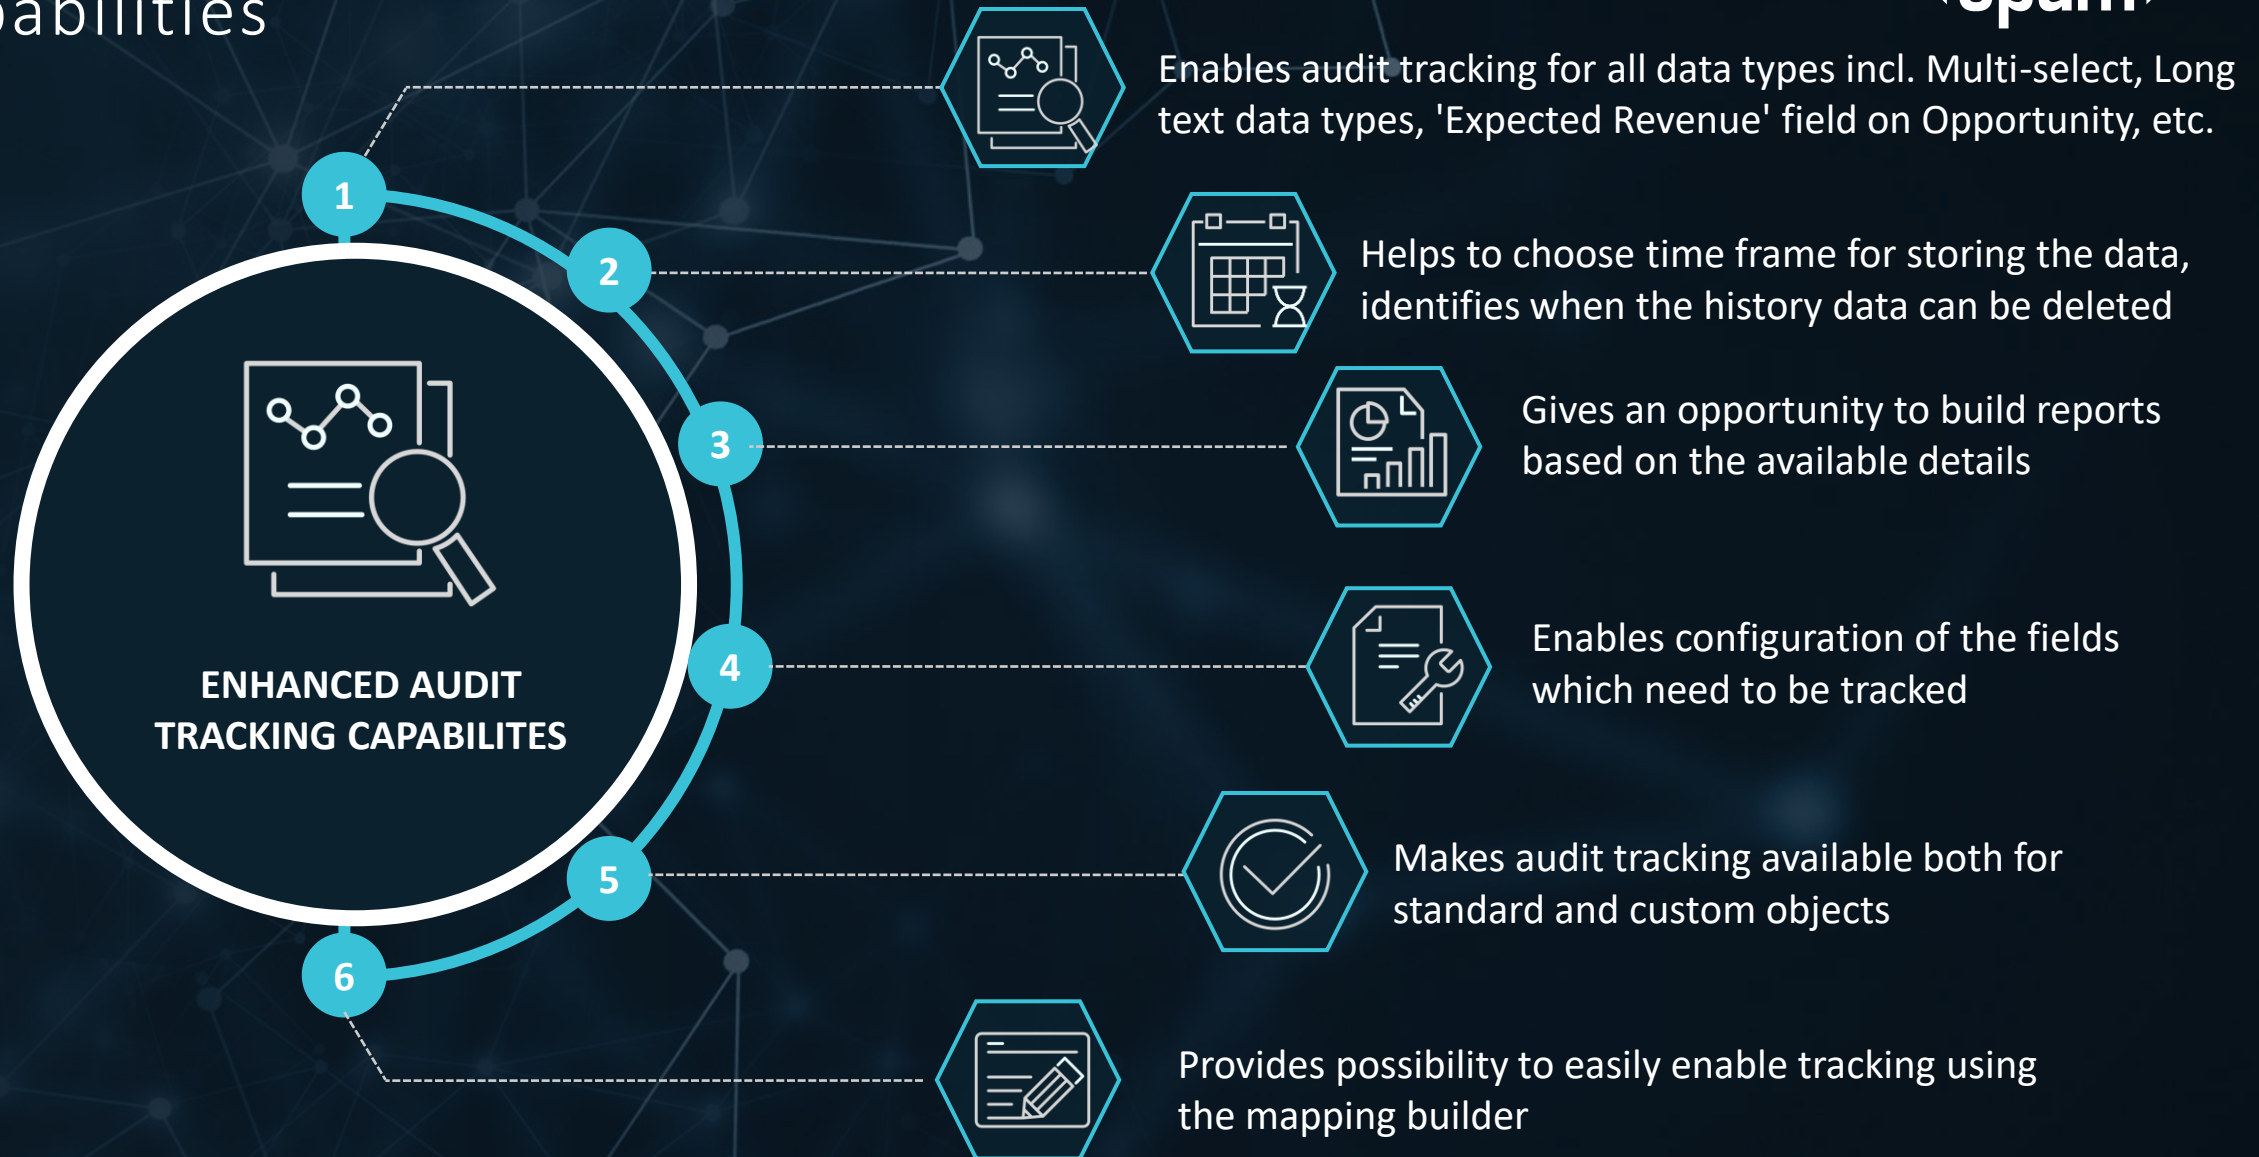 abilities
Enables audit tracking for all data types incl. Multi-select, Long
text data types, 'Expected Revenue' field on Opportunity, etc.
1
2
Helps to choose time frame for storing the data,
identifies when the history data can be deleted
3
Gives an opportunity to build reports
based on the available details
ENHANCED AUDIT
TRACKING CAPABILITES
4
Enables configuration of the fields
which need to be tracked
5
Makes audit tracking available both for
standard and custom objects
6
Provides possibility to easily enable tracking using
the mapping builder